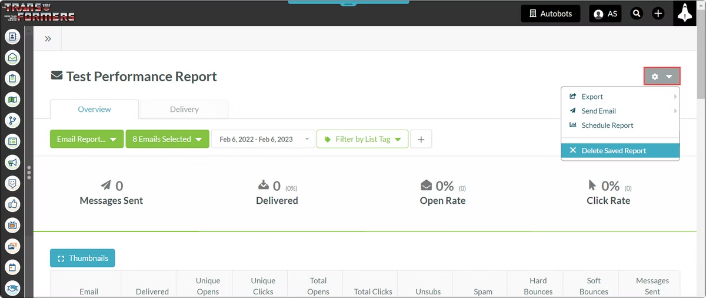 TRANS
FORMERS
Autobots
AS
Test Performance Report
Export
Send Email
Schedule Report
Delete Saved Report
Overview
Delivery
Email Report...
8 Emails Selected
Feb 6, 2022 - Feb 6, 2023
Filter by List Tag
0
Messages Sent
0 (0%)
Delivered
0% (0)
Open Rate
0% (0)
Click Rate
Thumbnails
Email
Delivered
Unique Opens
Unique Clicks
Total Opens
Total Clicks
Unsubs
Spam
Hard Bounces
Soft Bounces
Messages Sent